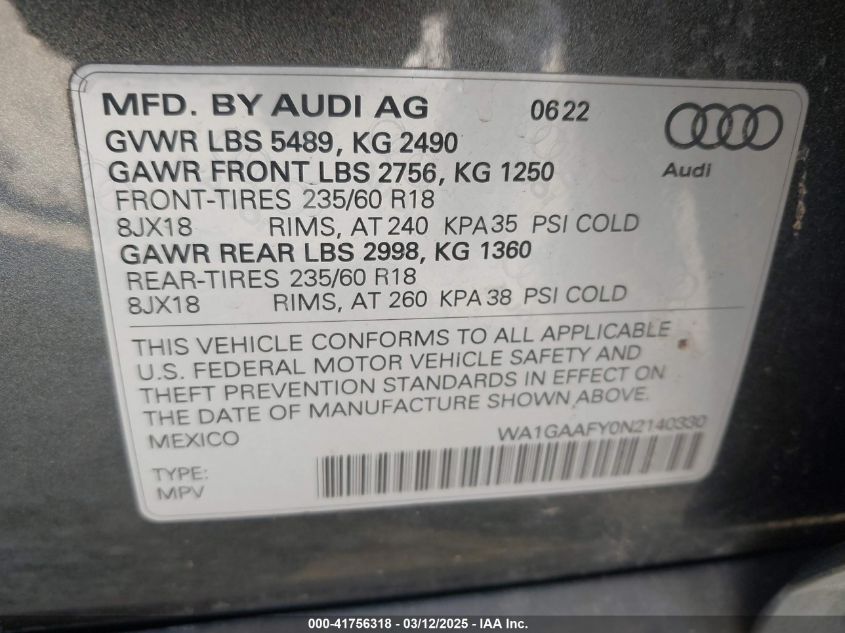 MFD. BY AUDI AG 0622
GVWR LBS 5489, KG 2490
GAWR FRONT LBS 2756, KG 1250
Audi
FRONT-TIRES 235/60 R18
8JX18 RIMS, AT 240 KPA 35 PSI COLD
GAWR REAR LBS 2998, KG 1360
REAR-TIRES 235/60 R18
8JX18 RIMS, AT 260 KPA 38 PSI COLD
THIS VEHICLE CONFORMS TO ALL APPLICABLE
U.S. FEDERAL MOTOR VEHICLE SAFETY AND
THEFT PREVENTION STANDARDS IN EFFECT ON
THE DATE OF MANUFACTURE SHOWN ABOVE.
MEXICO WA1GAAFY0N2140330
TYPE:
MPV
000-41756318 - 03/12/2025 - IAA Inc.